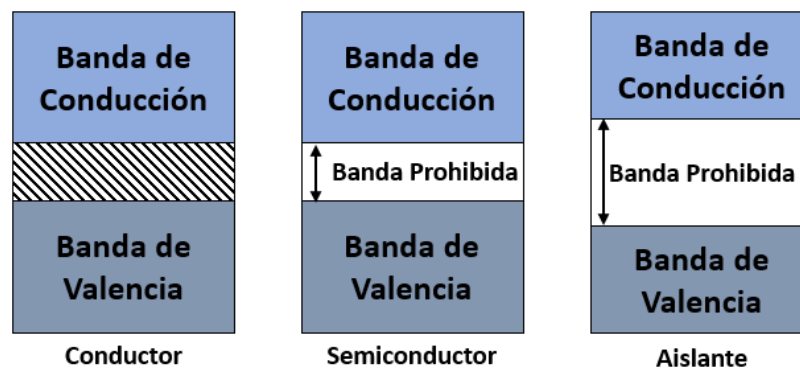 Banda de
Conducción
Banda de
Valencia
Conductor
Banda de
Conducción
Banda Prohibida
Banda de
Valencia
Semiconductor
Banda de
Conducción
Banda Prohibida
Banda de
Valencia
Aislante